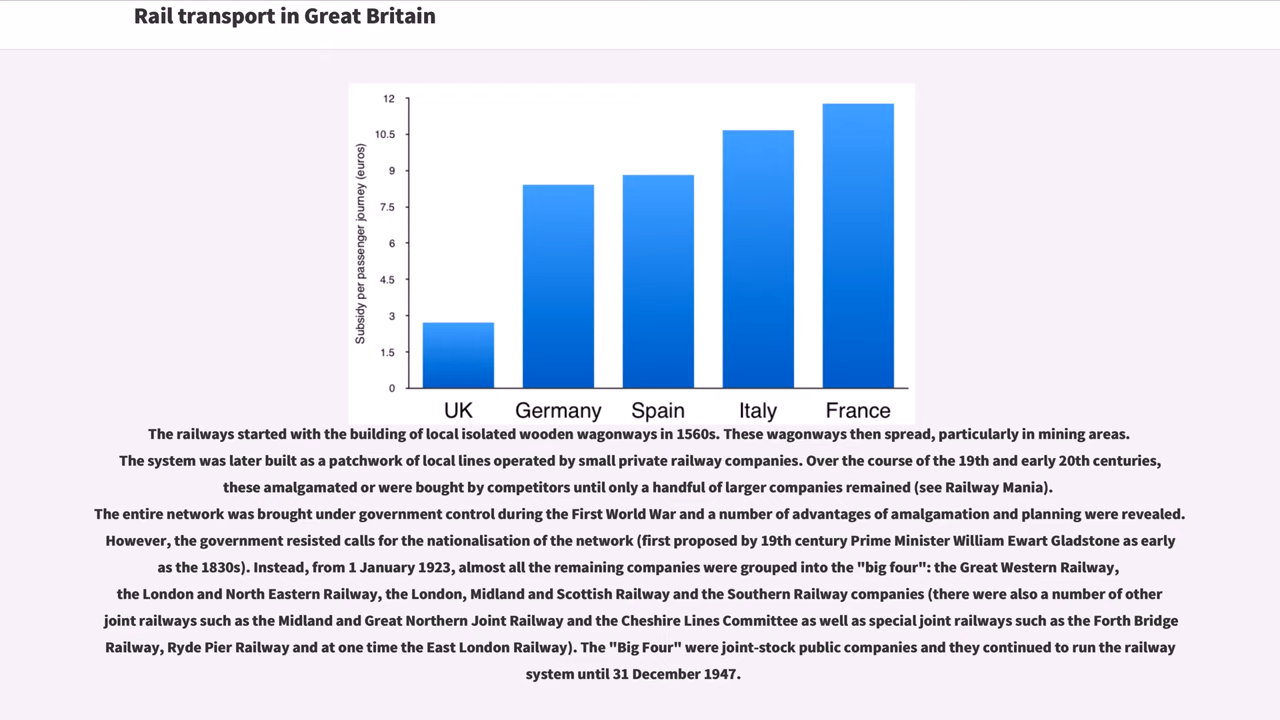 Rail transport in Great Britain
12
10.5
9
7.5
6
4.5
3
1.5
0
Subsidy per passenger journey (euros)
UK Germany Spain Italy France
The railways started with the building of local isolated wooden wagonways in 1560s. These wagonways then spread, particularly in mining areas.
The system was later built as a patchwork of local lines operated by small private railway companies. Over the course of the 19th and early 20th centuries,
these amalgamated or were bought by competitors until only a handful of larger companies remained (see Railway Mania).
The entire network was brought under government control during the First World War and a number of advantages of amalgamation and planning were revealed.
However, the government resisted calls for the nationalisation of the network (first proposed by 19th century Prime Minister William Ewart Gladstone as early
as the 1830s). Instead, from 1 January 1923, almost all the remaining companies were grouped into the "big four": the Great Western Railway,
the London and North Eastern Railway, the London, Midland and Scottish Railway and the Southern Railway companies (there were also a number of other
joint railways such as the Midland and Great Northern Joint Railway and the Cheshire Lines Committee as well as special joint railways such as the Forth Bridge
Railway, Ryde Pier Railway and at one time the East London Railway). The "Big Four" were joint-stock public companies and they continued to run the railway
system until 31 December 1947.